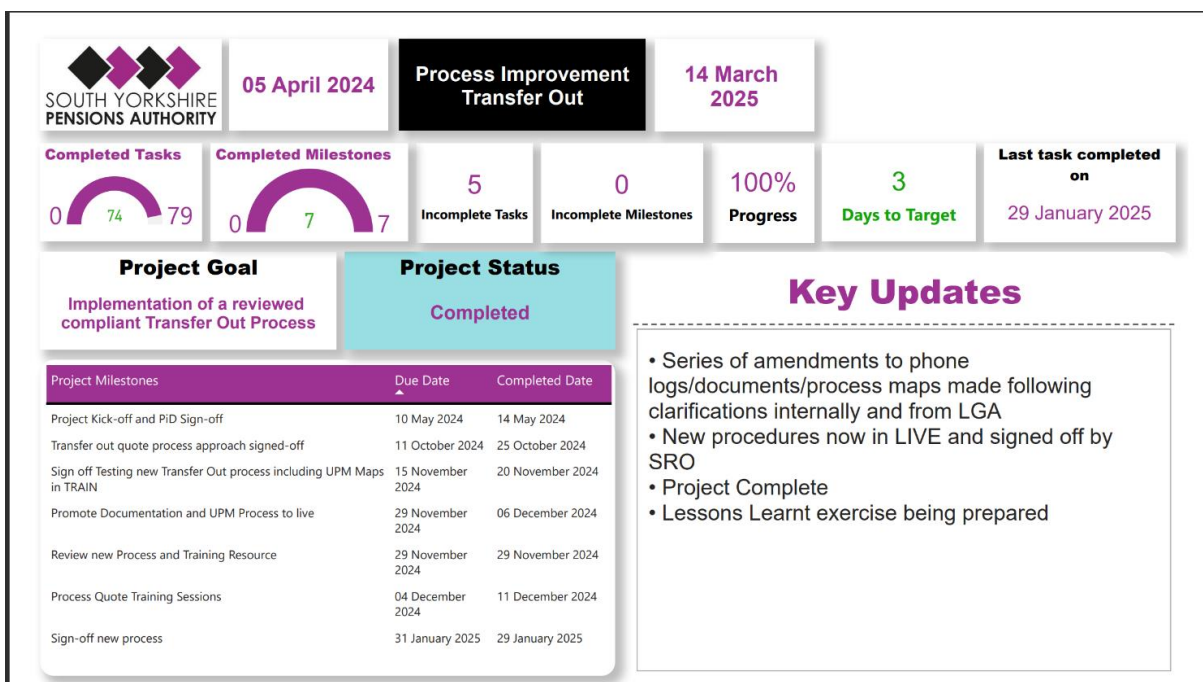 SOUTH YORKSHIRE
PENSIONS AUTHORITY
05 April 2024
Process Improvement
Transfer Out
14 March
2025
Completed Tasks
0
74
79
Completed Milestones
0
7
7
5
Incomplete Tasks
0
Incomplete Milestones
100%
Progress
3
Days to Target
Last task completed
on
29 January 2025
Project Goal
Implementation of a reviewed
compliant Transfer Out Process
Project Status
Completed
Key Updates
• Series of amendments to phone
logs/documents/process maps made following
clarifications internally and from LGA
• New procedures now in LIVE and signed off by
SRO
• Project Complete
• Lessons Learnt exercise being prepared
Project Milestones Due Date Completed Date
Project Kick-off and PiD Sign-off 10 May 2024 14 May 2024
Transfer out quote process approach signed-off 11 October 2024 25 October 2024
Sign off Testing new Transfer Out process including UPM Maps 15 November 20 November 2024
in TRAIN 2024
Promote Documentation and UPM Process to live 29 November 06 December 2024
2024
Review new Process and Training Resource 29 November 29 November 2024
2024
Process Quote Training Sessions 04 December 11 December 2024
2024
Sign-off new process 31 January 2025 29 January 2025